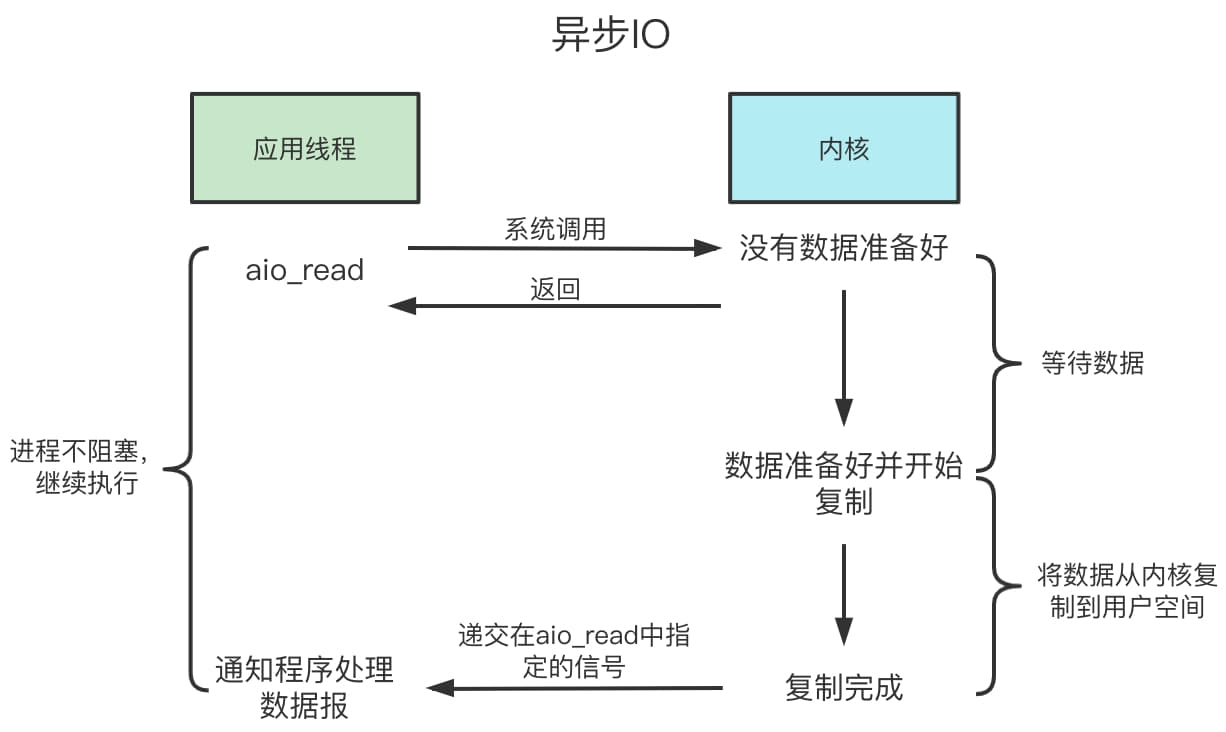 异步IO
应用线程
内核
系统调用
没有数据准备好
aio_read
返回
等待数据
进程不阻塞，
继续执行
数据准备好并开始
复制
将数据从内核复
制到用户空间
递交在aio_read中指
定的信号
通知程序处理
数据报
复制完成